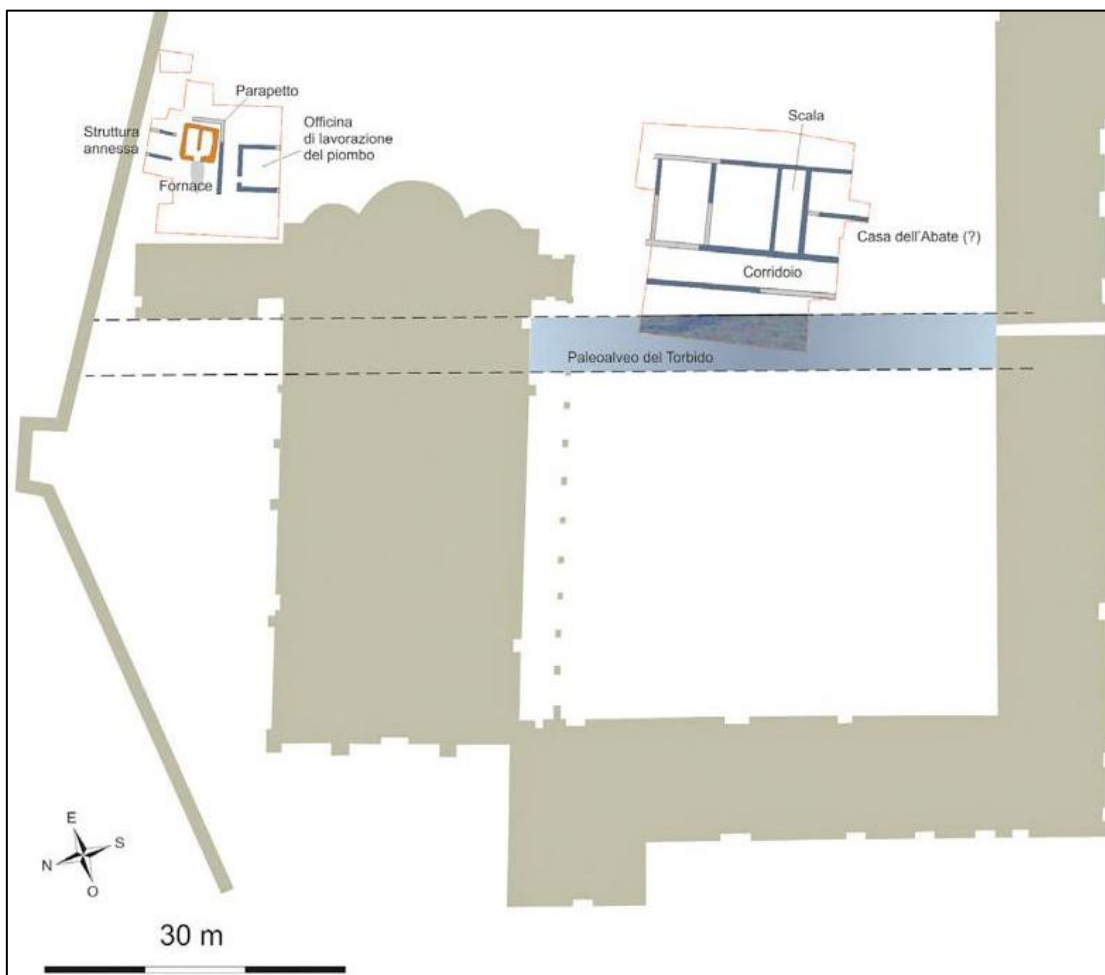 Parapetto
Struttura
annessa
Officina
di lavorazione
del piombo
Fornace
Scala
Casa dell'Abate (?)
Corridoio
Paleoalveo del Torbido
E
N
S
O
30 m